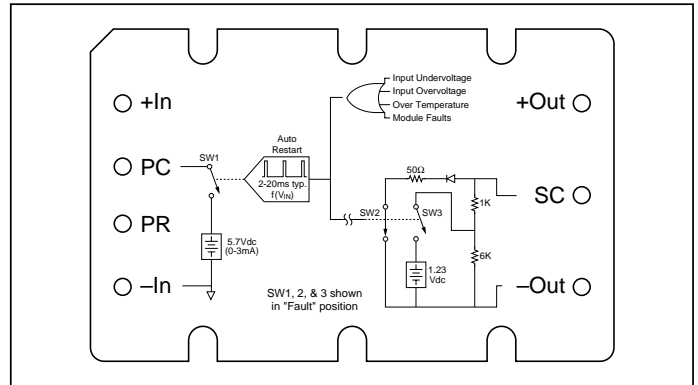 Input Undervoltage
Input Overvoltage
Over Temperature
Module Faults
+In
+Out
PC
SW1
Auto
Restart
2-20ms typ.
f(VIN)
50Ω
SC
1K
SW2
SW3
PR
5.7Vdc
(0-3mA)
6K
1.23
Vdc
–In
SW1, 2, & 3 shown
in "Fault" position
–Out